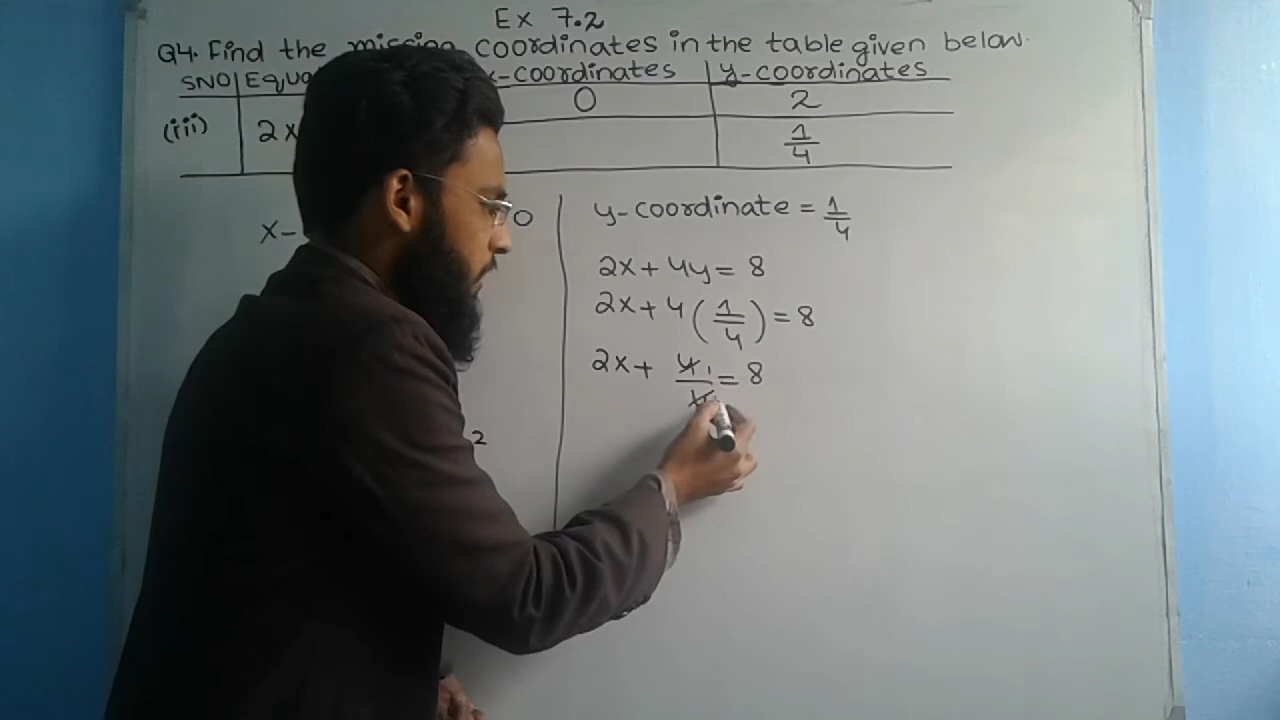 Ex 7.2
Q4. Find the coordinates in the table given below.
SNO x-coordinates y-coordinates
0 2
(iii) 2x 1/4
x- 0
2
y-coordinate = 1/4
2x + 4y = 8
2x + 4 (1/4) = 8
2x + 4 1/4 = 8